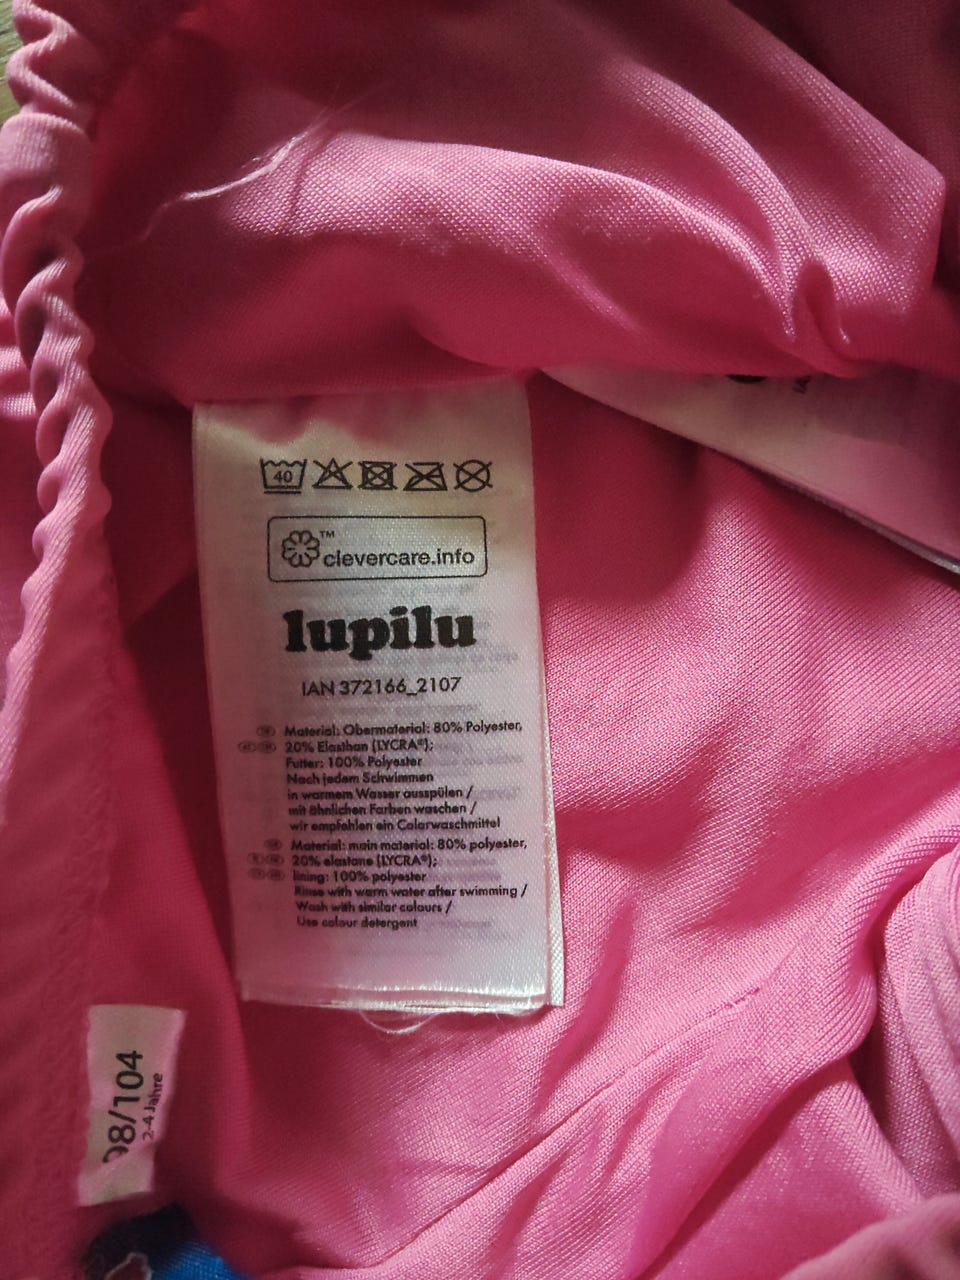 40
™
clevercare.info
lupilu
IAN 372166_2107
Material: Obermaterial: 80% Polyester,
20% Elasthan (LYCRA®);
Futter: 100% Polyester
Nach jedem Schwimmen
in warmem Wasser ausspülen /
mit ähnlichen Farben waschen /
wir empfehlen ein Colorwaschmittel
Material: main material: 80% polyester,
20% elastane (LYCRA®);
lining: 100% polyester
Rinse with warm water after swimming /
Wash with similar colours /
Use colour detergent
98/104
2-4 Jahre